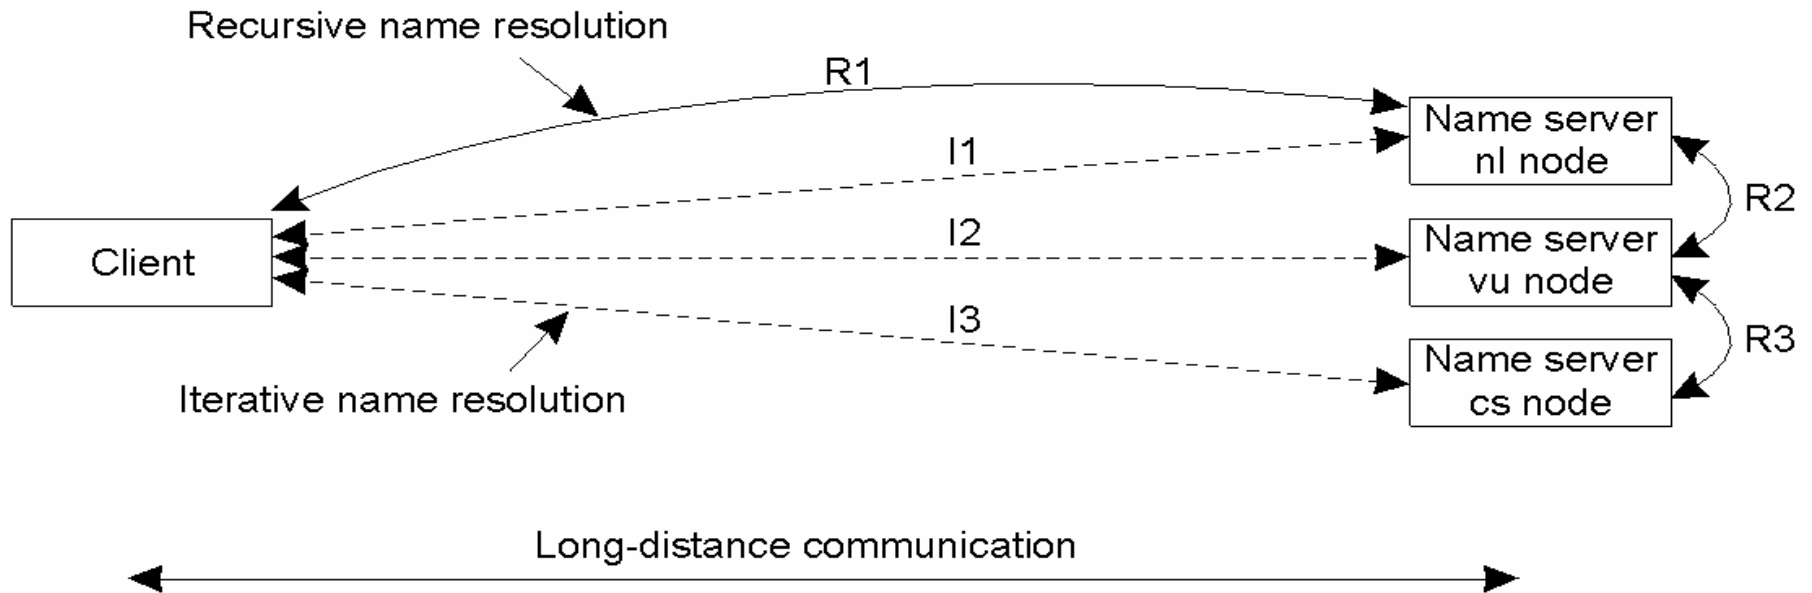 Recursive name resolution
R1
Name server
nl node
I1
R2
Client
I2
Name server
vu node
I3
R3
Name server
cs node
Iterative name resolution
Long-distance communication